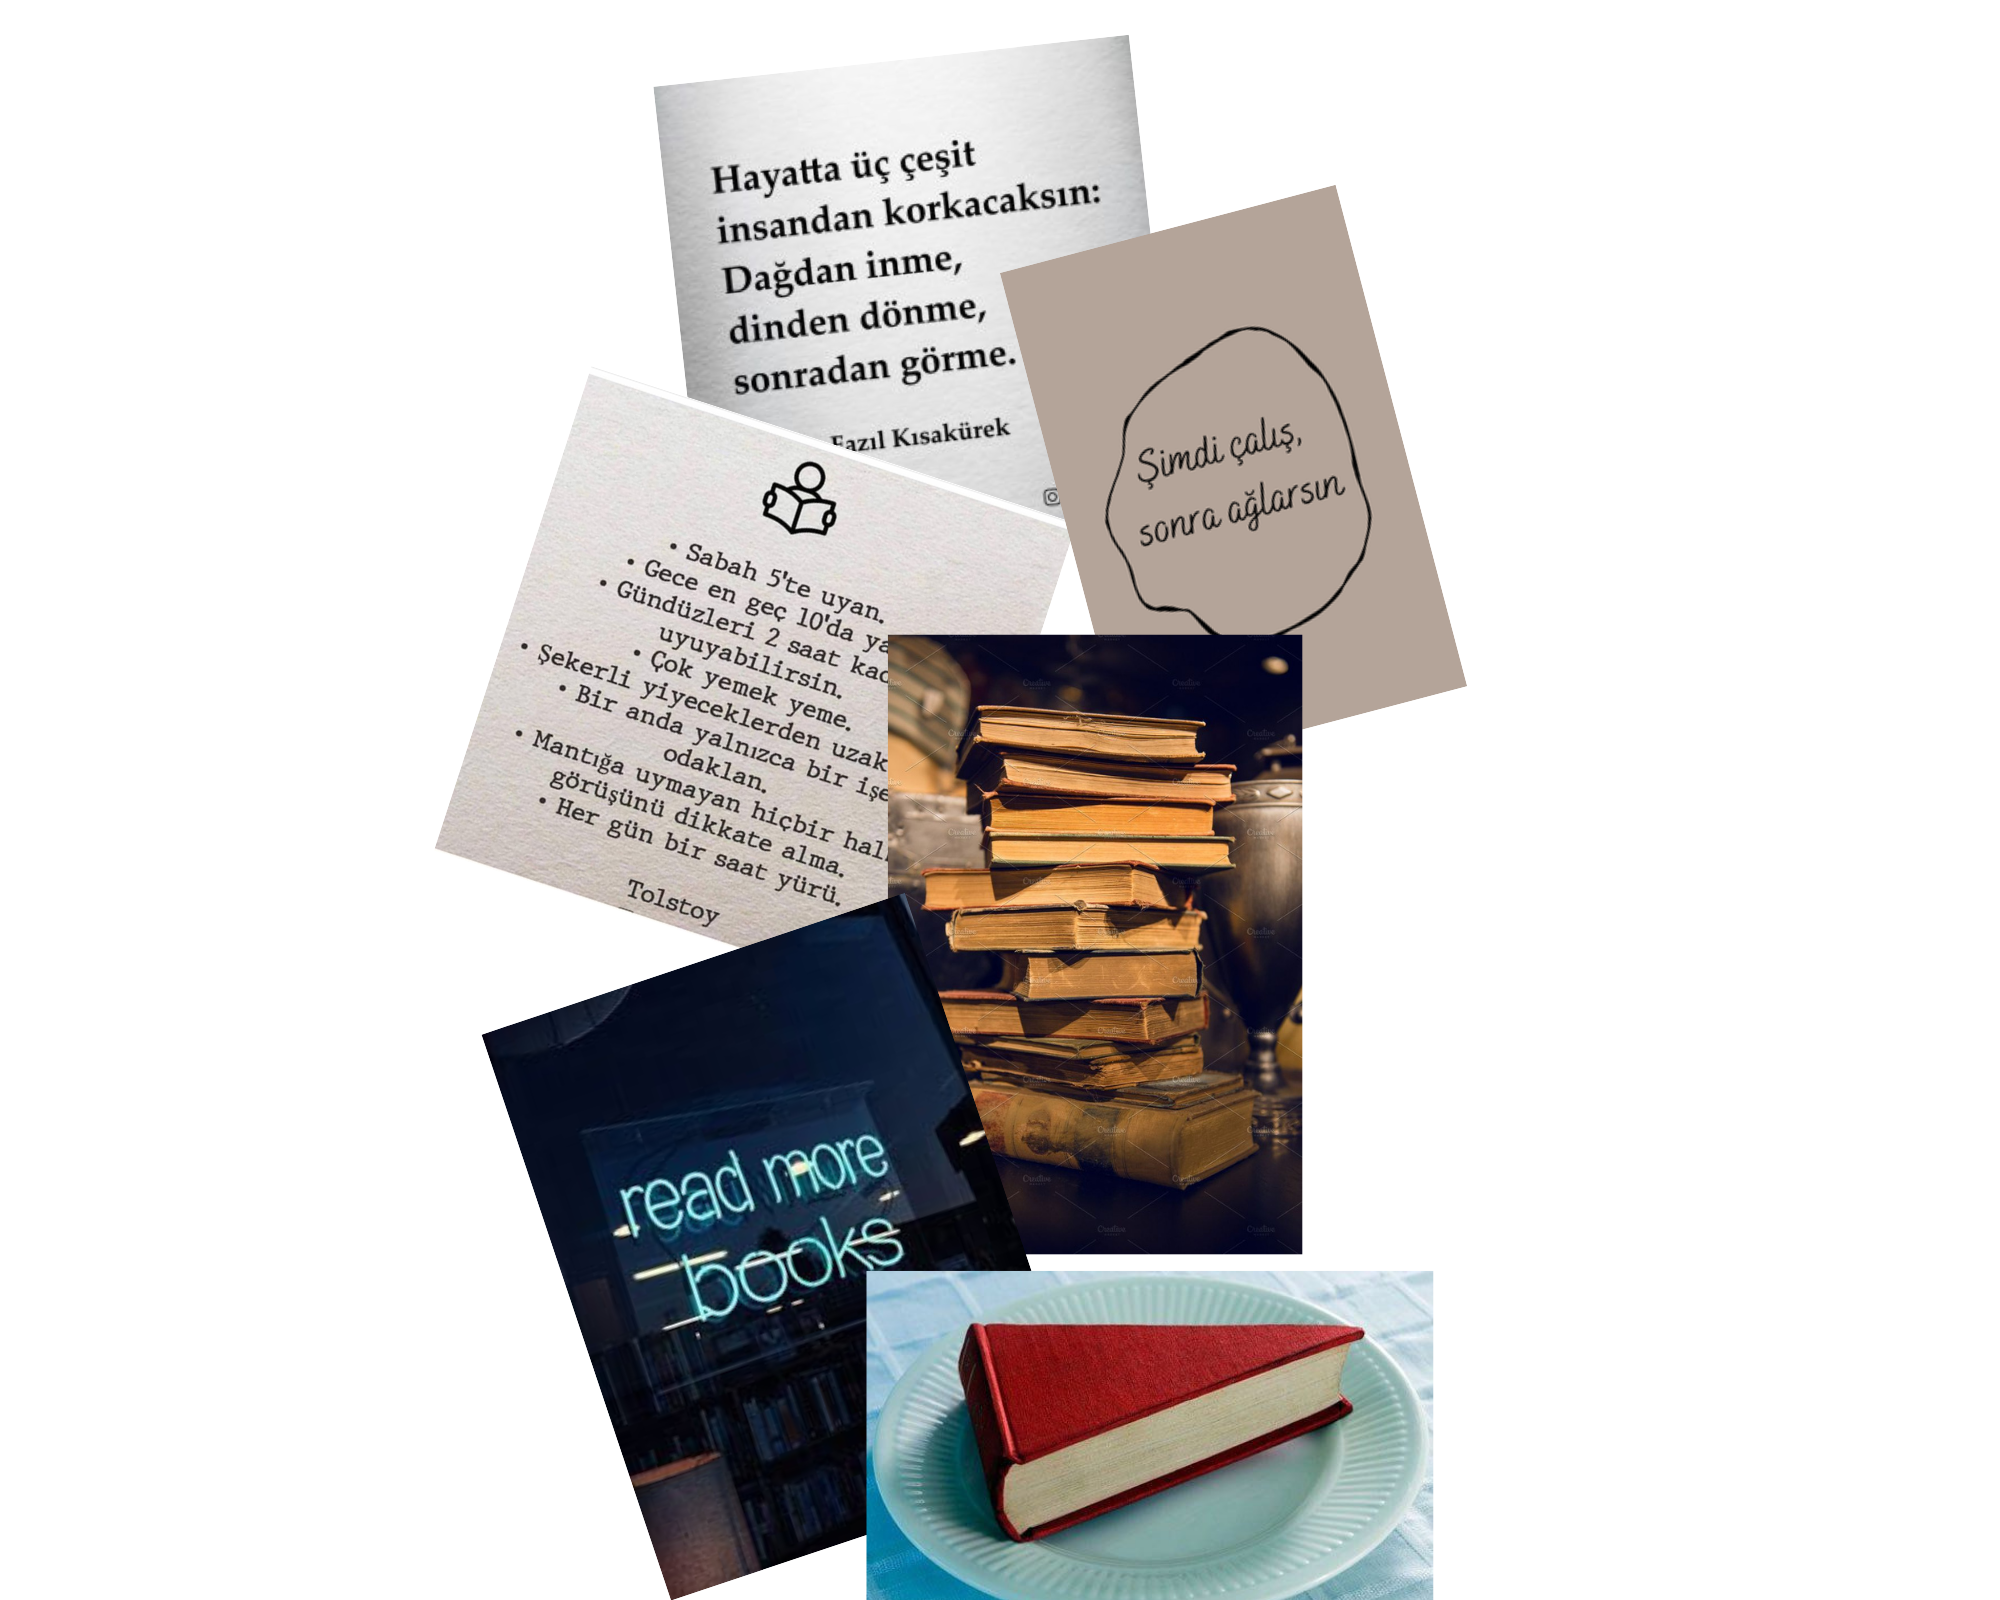 Hayatta üç çeşit
insandan korkacaksın:
Dağdan inme,
dinden dönme,
sonradan görme.
Fazıl Kısakürek
Şimdi çalış,
sonra ağlarsın
• Sabah 5'te uyan.
• Gece en geç 10'da
• Gündüzleri 2 saat
uyuyabilirsin.
• Çok yemek yeme.
• Şekerli yiyeceklerden
• Bir anda yalnızca bir işe
odaklan.
• Mantığa uymayan hiçbir
görüşünü dikkate alma.
• Her gün bir saat yürü.
Tolstoy
read more
books